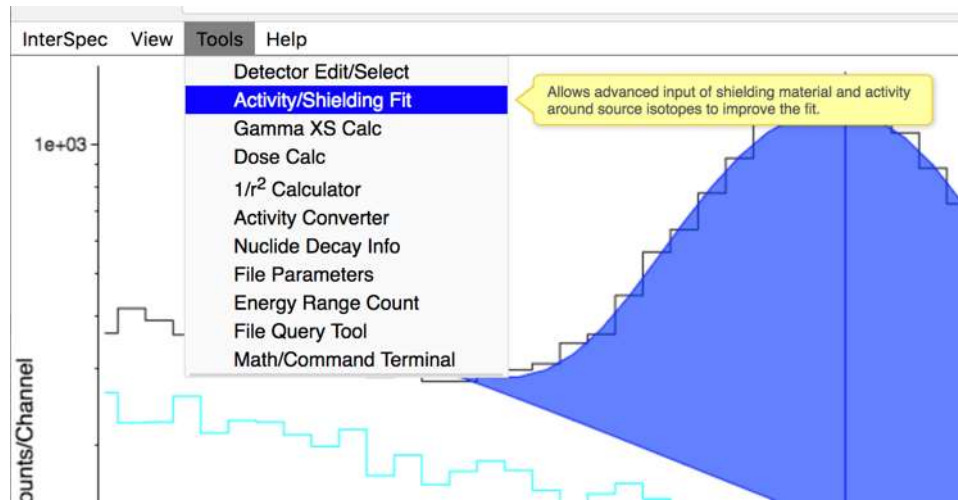 InterSpec View Tools Help
Detector Edit/Select
Activity/Shielding Fit
Allows advanced input of shielding material and activity
around source isotopes to improve the fit.
Gamma XS Calc
1e+03
Dose Calc
1/r² Calculator
Activity Converter
Nuclide Decay Info
File Parameters
Energy Range Count
File Query Tool
Math/Command Terminal
ounts/Channel